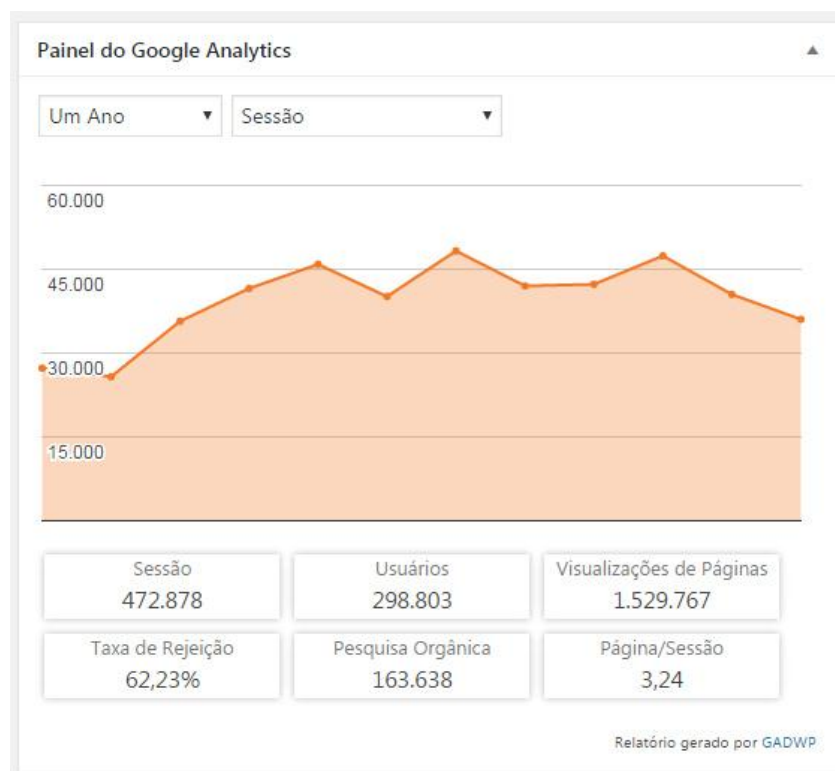 Painel do Google Analytics
Um Ano Sessão
60.000
45.000
30.000
15.000
Sessão Usuários Visualizações de Páginas
472.878 298.803 1.529.767
Taxa de Rejeição Pesquisa Orgânica Página/Sessão
62,23% 163.638 3,24
Relatório gerado por GADWP